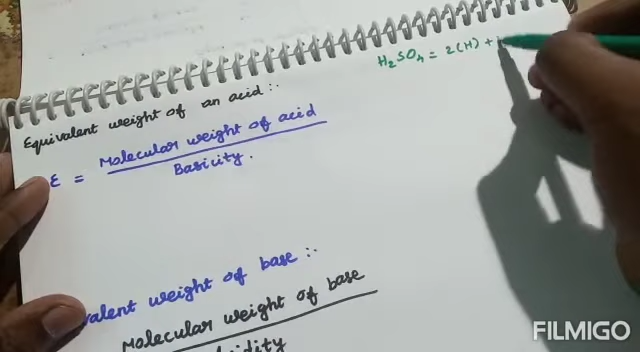 H₂SO₄ = 2(H) +
Equivalent weight of an acid :-
E = Molecular weight of acid
Basicity.
valent weight of base :-
Molecular weight of base
idity
FILMIGO